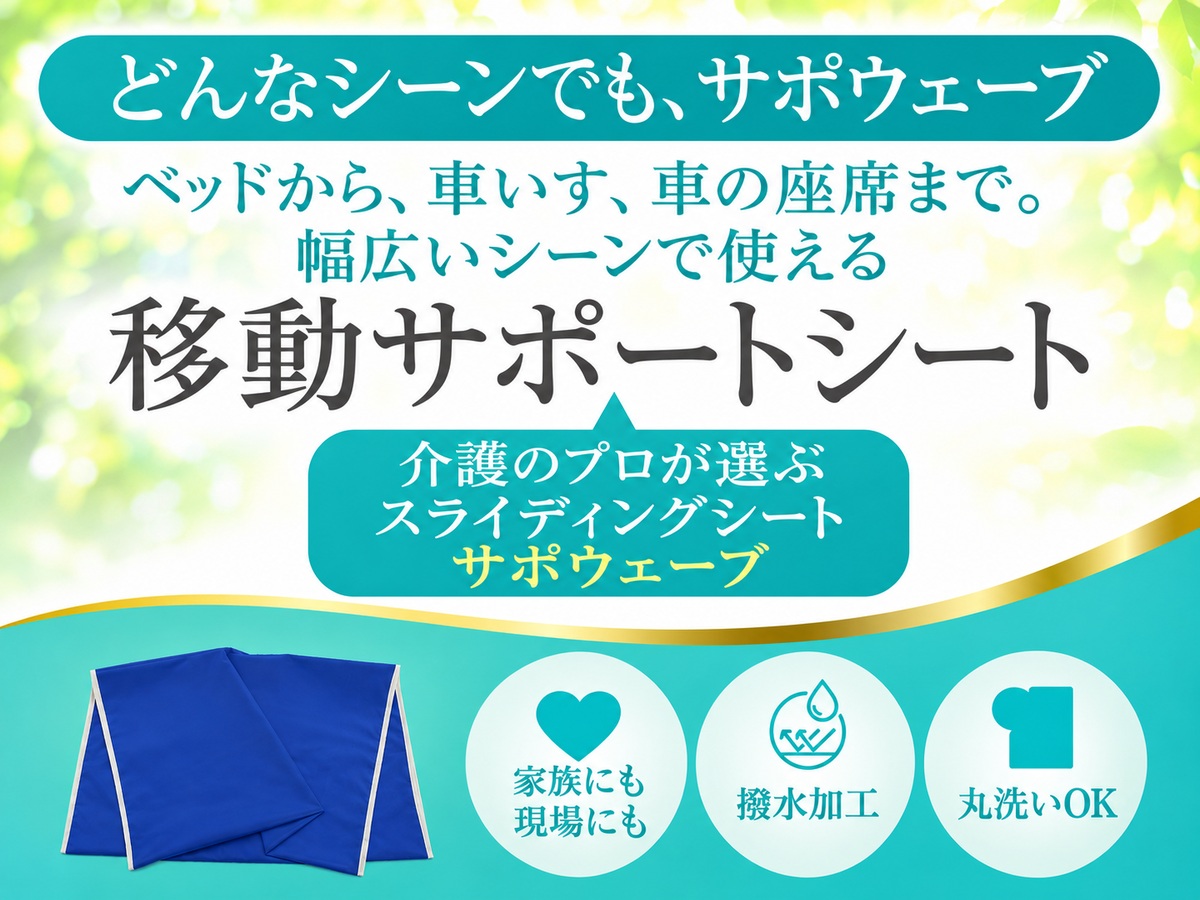 どんなシーンでも、サポウェーブ
ベッドから、車いす、車の座席まで。
幅広いシーンで使える
移動サポートシート
介護のプロが選ぶ
スライディングシート
サポウェーブ
家族にも
現場にも
撥水加工
丸洗いOK